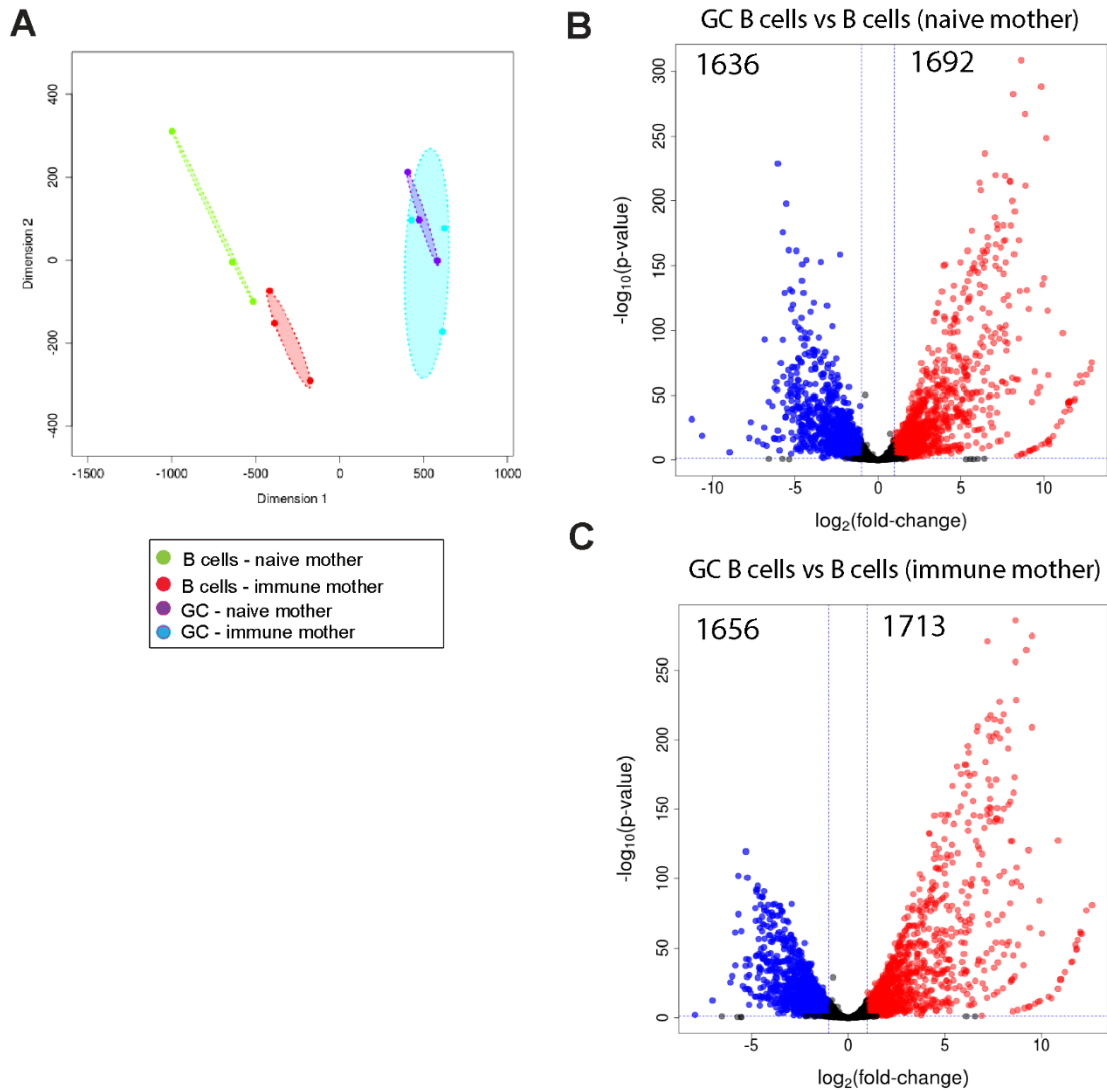 A
400
200
0
-200
-400
Dimension 2
-1500
-1000
-500
0
500
1000
Dimension 1
B cells - naive mother
B cells - immune mother
GC - naive mother
GC - immune mother
B
GC B cells vs B cells (naive mother)
1636
1692
300
250
200
150
100
50
0
-log10(p-value)
-10
-5
0
5
10
log2(fold-change)
C
GC B cells vs B cells (immune mother)
1656
1713
250
200
150
100
50
0
-log10(p-value)
-5
0
5
10
log2(fold-change)